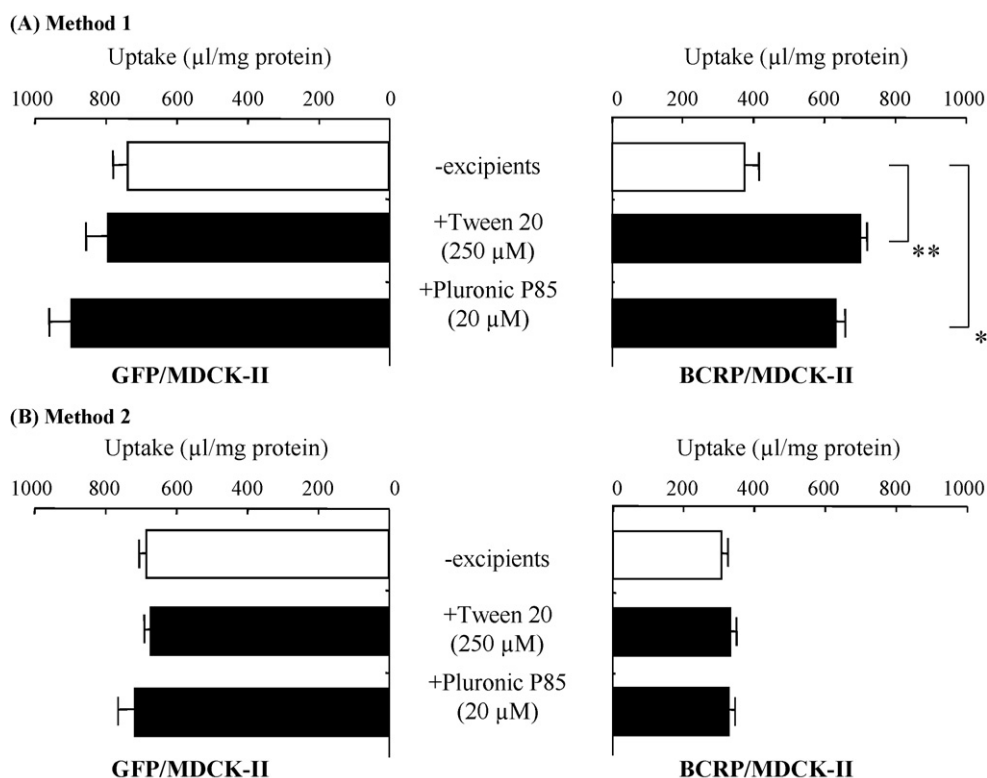 (A) Method 1
Uptake (µl/mg protein)
Uptake (µl/mg protein)
1000 800 600 400 200 0
0 200 400 600 800 1000
-excipients
+Tween 20
(250 µM)
**
+Pluronic P85
(20 µM)
*
GFP/MDCK-II
BCRP/MDCK-II
(B) Method 2
Uptake (µl/mg protein)
Uptake (µl/mg protein)
1000 800 600 400 200 0
0 200 400 600 800 1000
-excipients
+Tween 20
(250 µM)
+Pluronic P85
(20 µM)
GFP/MDCK-II
BCRP/MDCK-II